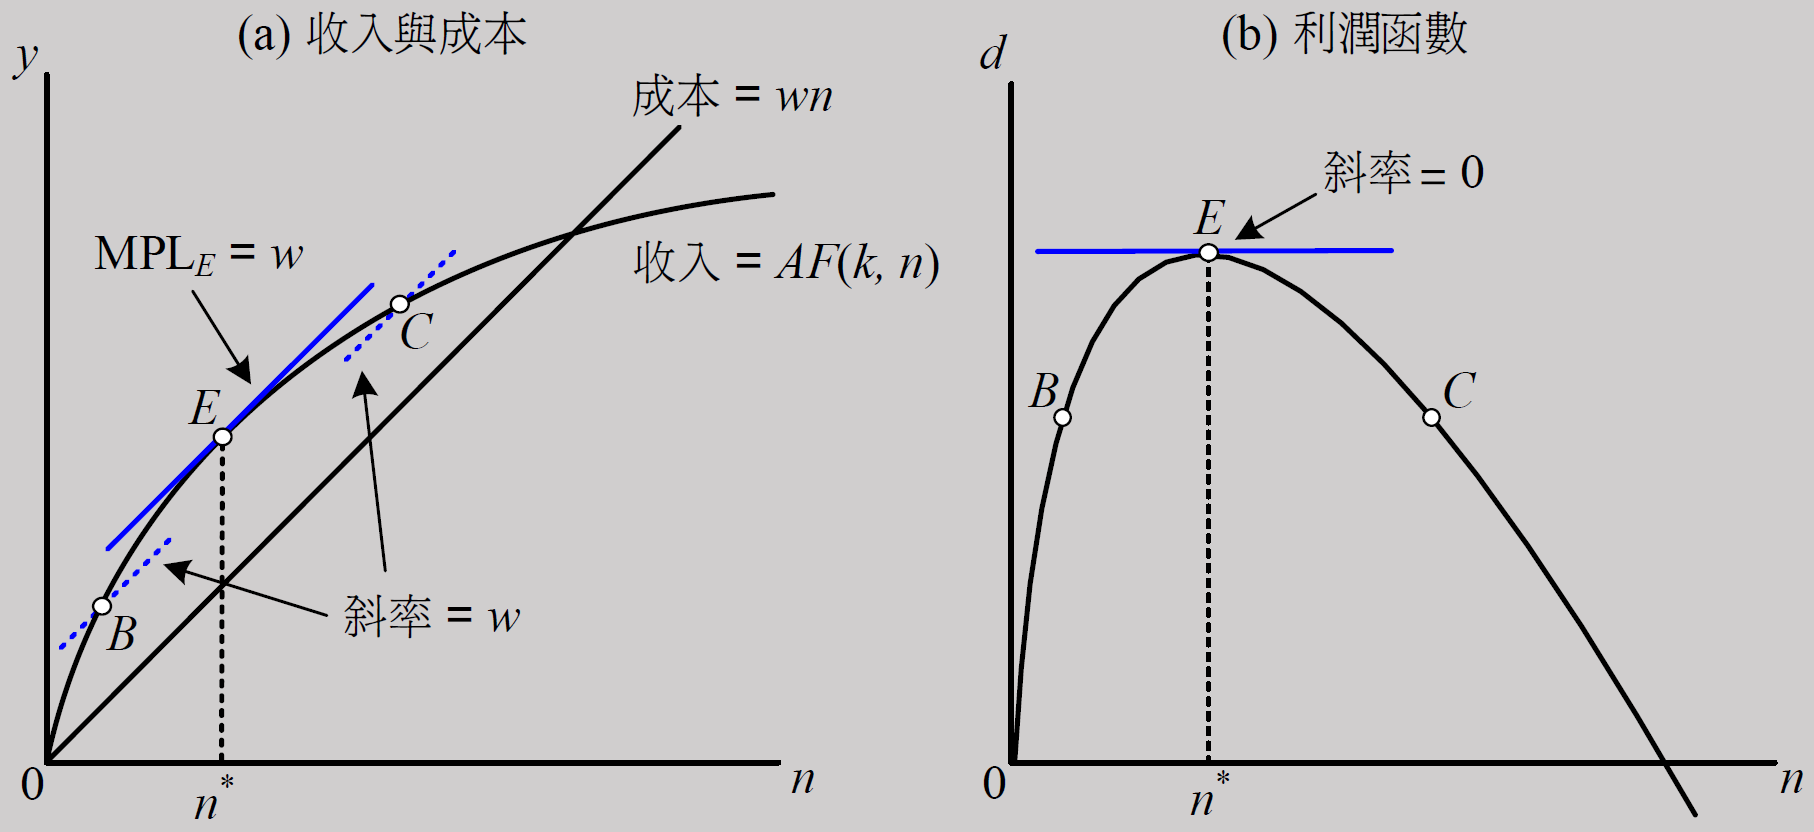 (a) 收入與成本
y
成本 = wn
MPL_E = w
收入 = AF(k, n)
C
E
斜率 = w
B
0
n*
n
(b) 利潤函數
d
斜率 = 0
E
B
C
0
n*
n